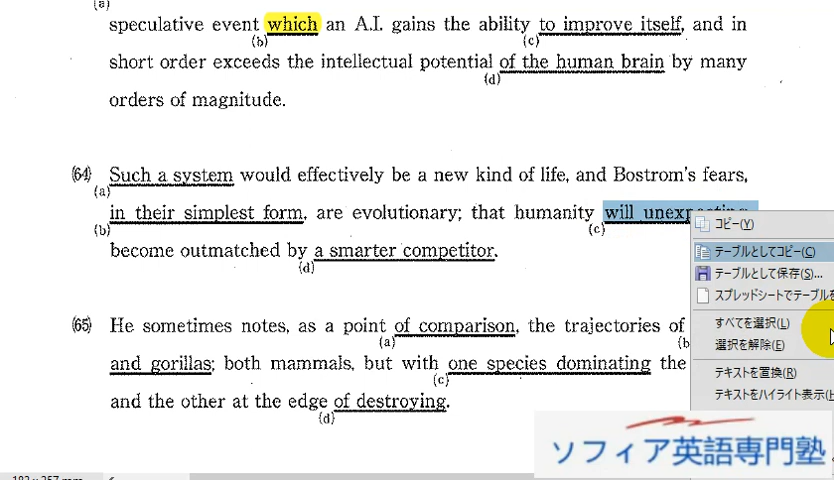 (a)
speculative event which an A.I. gains the ability to improve itself, and in
(b) (c)
short order exceeds the intellectual potential of the human brain by many
(d)
orders of magnitude.
(64) Such a system would effectively be a new kind of life, and Bostrom's fears,
(a)
in their simplest form, are evolutionary; that humanity will
(b) (c)
become outmatched by a smarter competitor.
(d)
コピー(Y)
テーブルとしてコピー(C)
テーブルとして保存(S)...
スプレッドシートでテーブルを
すべてを選択(L)
選択を解除(E)
テキストを置換(R)
テキストをハイライト表示(H
(65) He sometimes notes, as a point of comparison, the trajectories of
(a) (b
and gorillas; both mammals, but with one species dominating the
(c)
and the other at the edge of destroying.
(d)
ソフィア英語専門塾